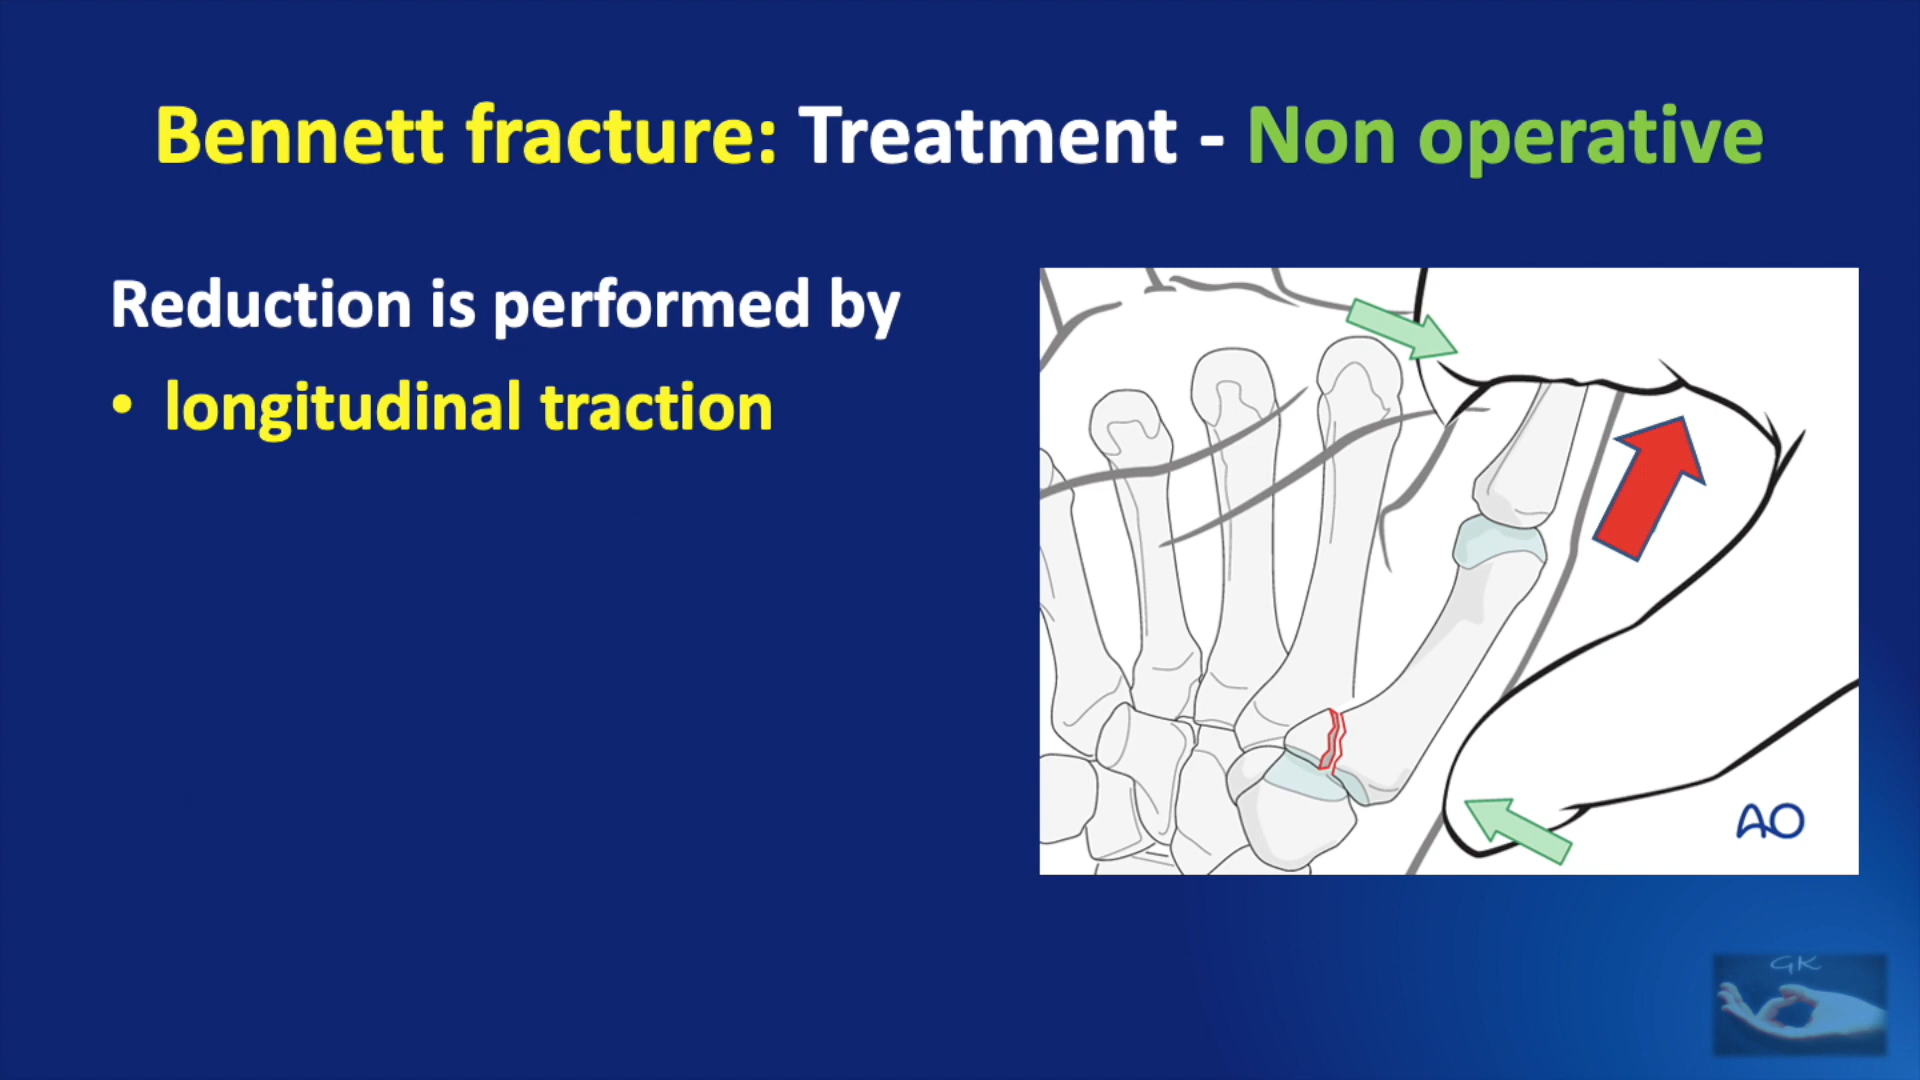 Bennett fracture: Treatment - Non operative
Reduction is performed by
• longitudinal traction
AO
GK